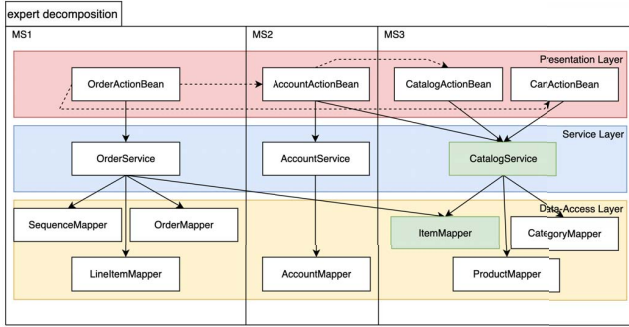 expert decomposition
MS1
MS2
MS3
Presentation Layer
OrderActionBean
AccountActionBean
CatalogActionBean
CarActionBean
Service Layer
OrderService
AccountService
CatalogService
Data-Access Layer
SequenceMapper
OrderMapper
ItemMapper
CategoryMapper
LineItemMapper
AccountMapper
ProductMapper